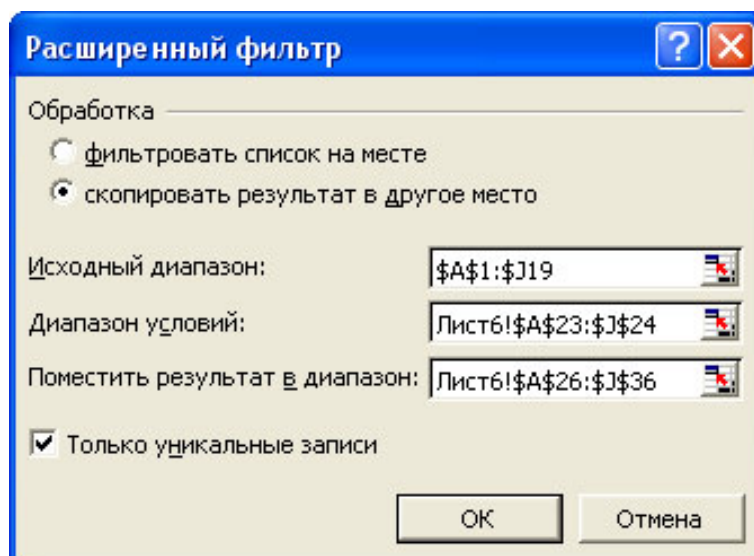 Расширенный фильтр
Обработка
фильтровать список на месте
скопировать результат в другое место
Исходный диапазон: $A$1:$J19
Диапазон условий: Лист6!$A$23:$J$24
Поместить результат в диапазон: Лист6!$A$26:$J$36
Только уникальные записи
ОК Отмена